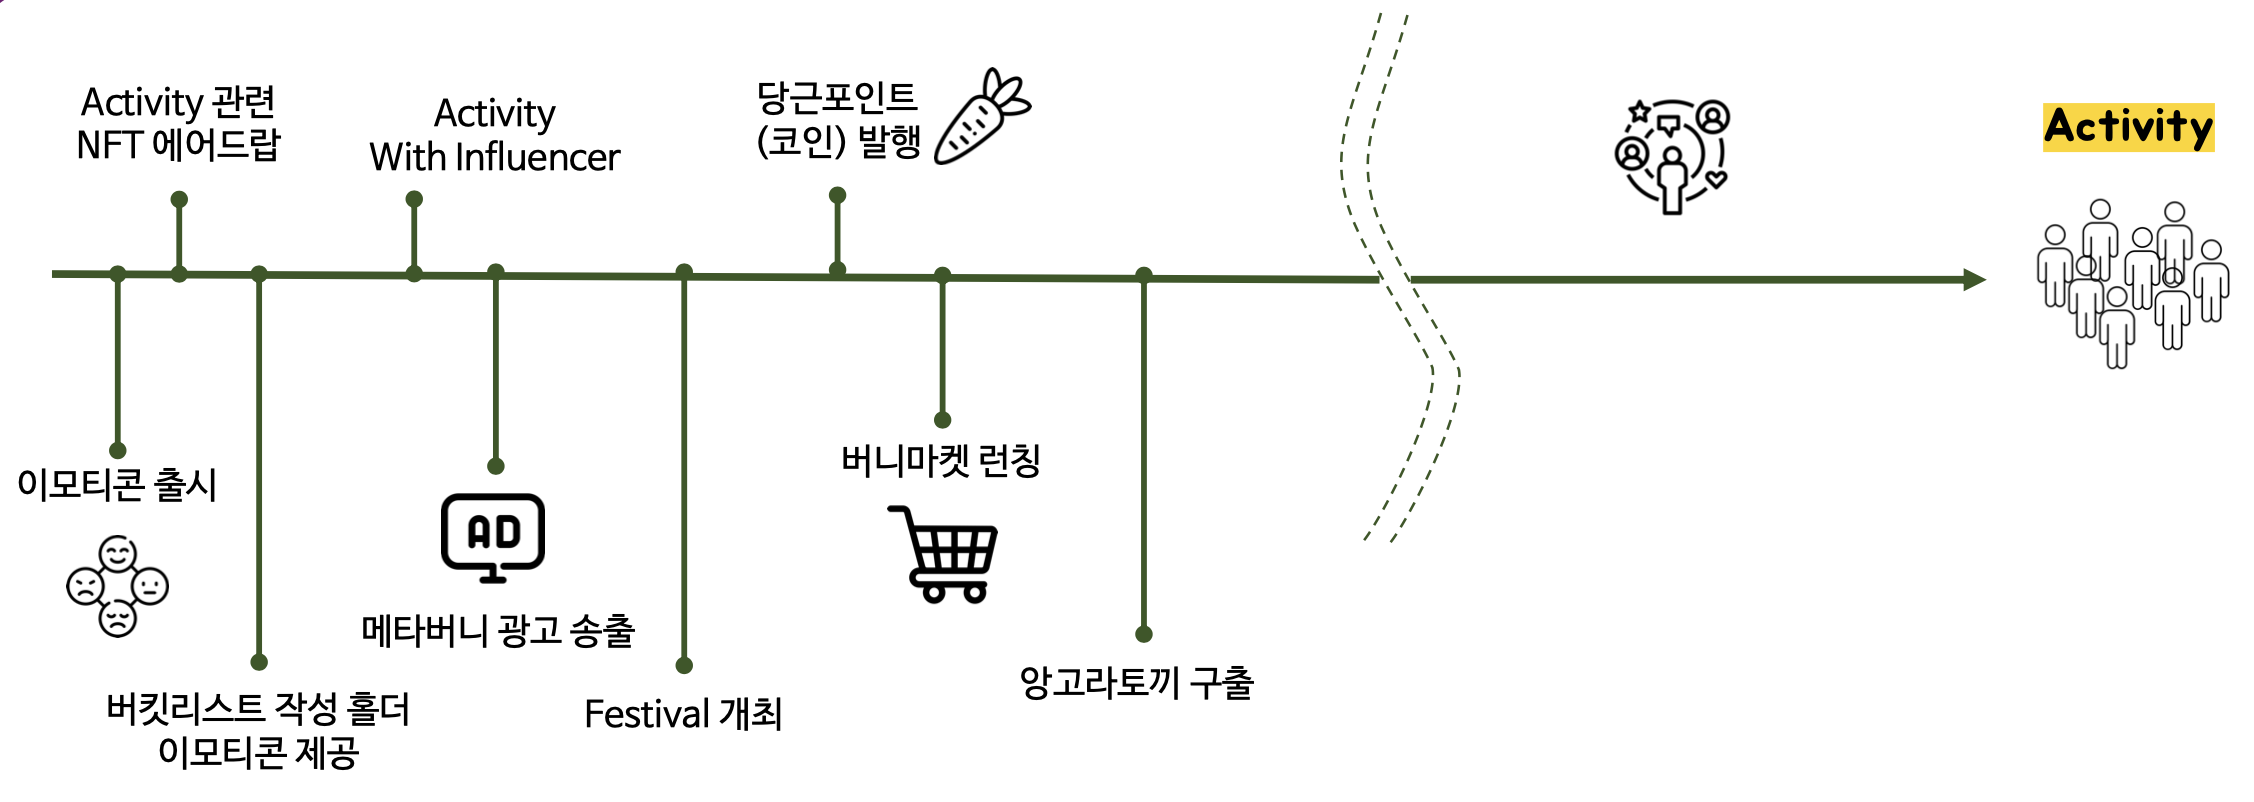 Activity 관련
NFT 에어드랍
Activity
With Influencer
당근포인트
(코인) 발행
Activity
이모티콘 출시
버킷리스트 작성 홀더
이모티콘 제공
AD
메타버니 광고 송출
Festival 개최
버니마켓 런칭
앙고라토끼 구출